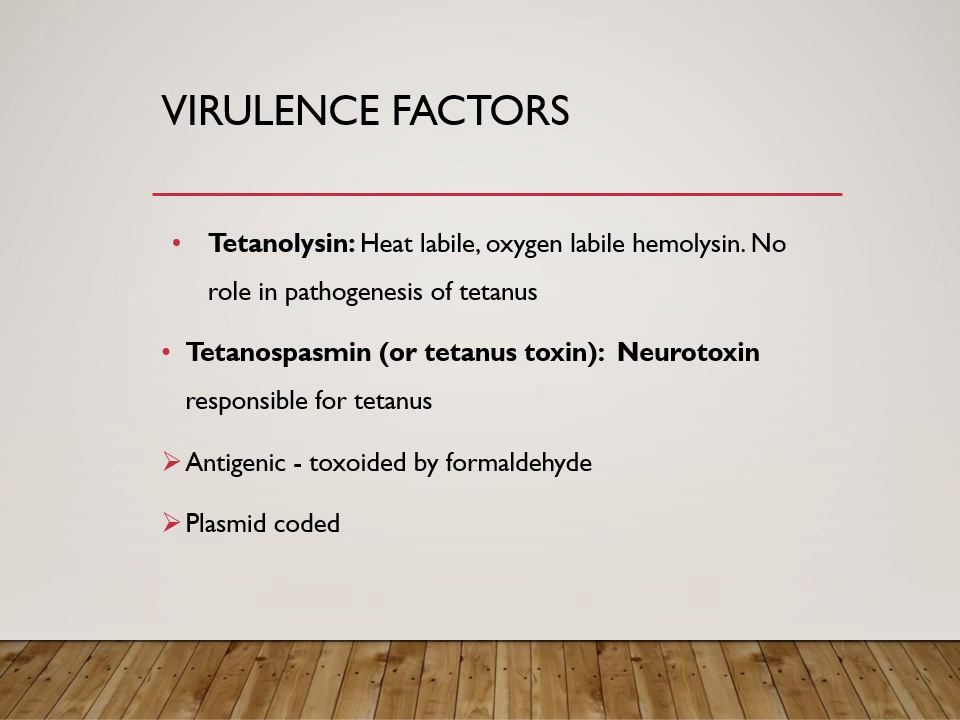 VIRULENCE FACTORS
• Tetanolysin: Heat labile, oxygen labile hemolysin. No
role in pathogenesis of tetanus
• Tetanospasmin (or tetanus toxin): Neurotoxin
responsible for tetanus
➢ Antigenic - toxoided by formaldehyde
➢ Plasmid coded